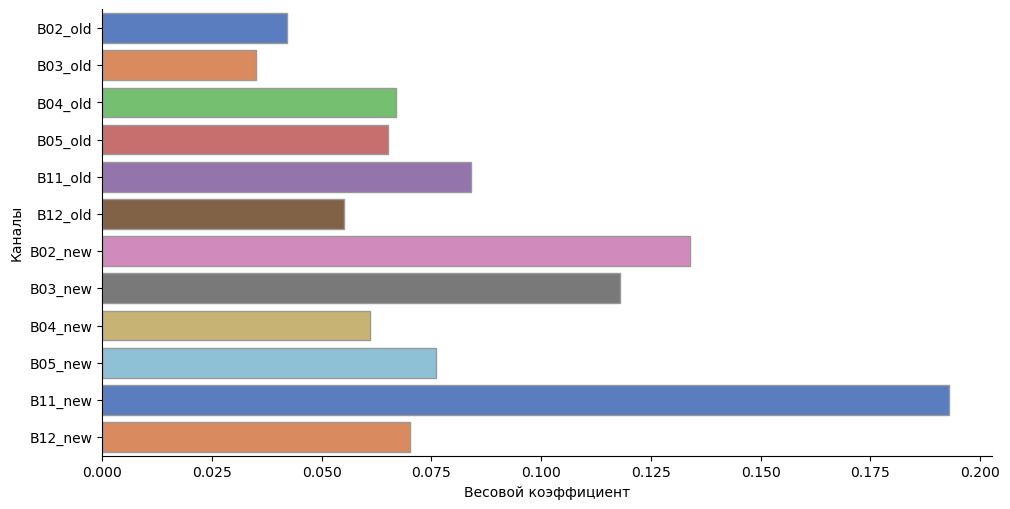 Каналы
B02_old
B03_old
B04_old
B05_old
B11_old
B12_old
B02_new
B03_new
B04_new
B05_new
B11_new
B12_new
0.000 0.025 0.050 0.075 0.100 0.125 0.150 0.175 0.200
Весовой коэффициент